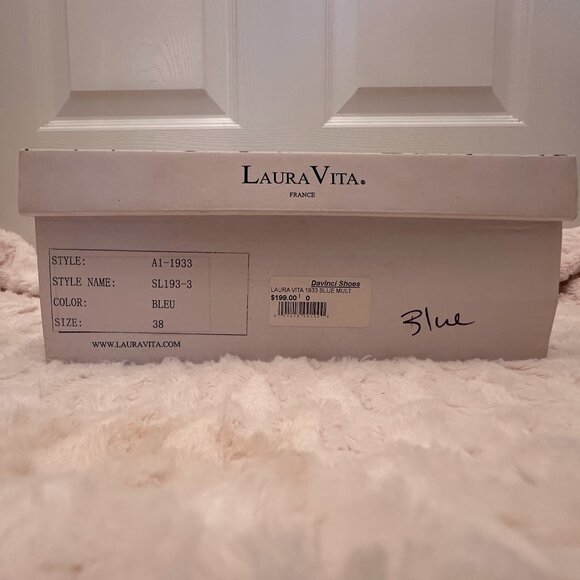 LAURA VITA®
FRANCE
STYLE: A1-1933
STYLE NAME: SL193-3
COLOR: BLEU
SIZE: 38
WWW.LAURAVITA.COM
Davinci Shoes
LAURA VITA 1933 BLUE MULT
$199.00 0
Blue